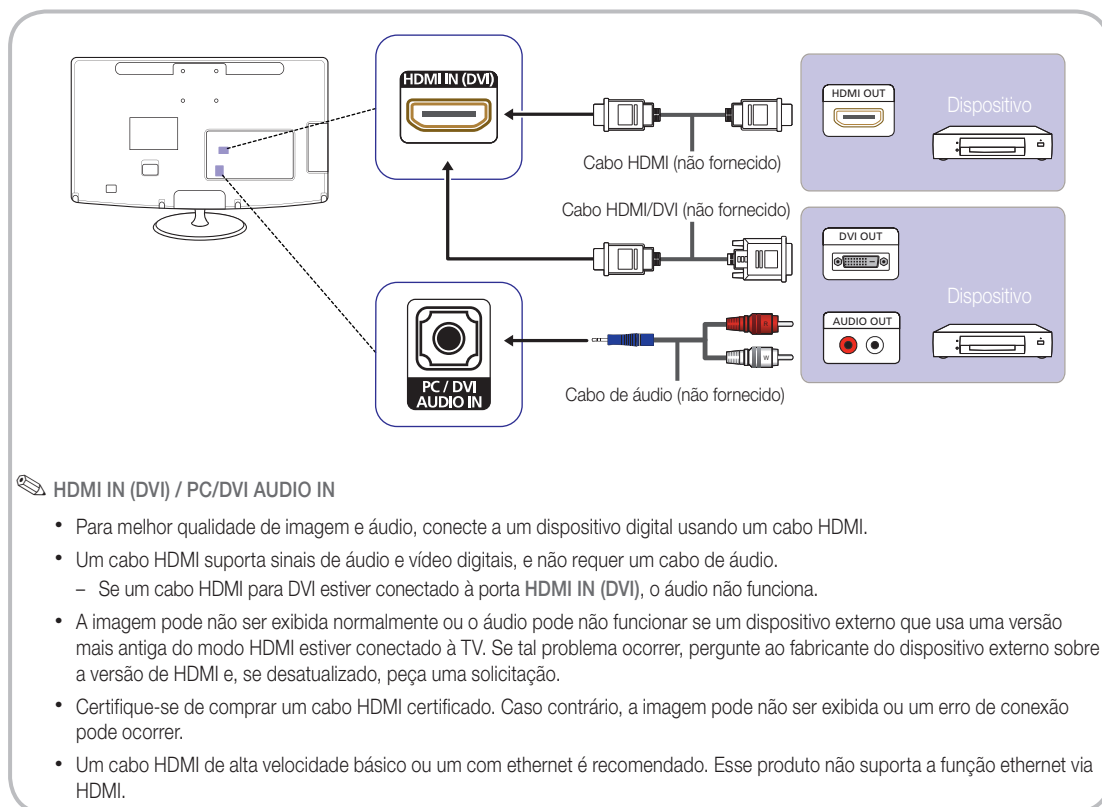 HDMI IN (DVI)
HDMI OUT
Dispositivo
Cabo HDMI (não fornecido)
Cabo HDMI/DVI (não fornecido)
DVI OUT
Dispositivo
AUDIO OUT
R
W
PC / DVI
AUDIO IN
Cabo de áudio (não fornecido)
HDMI IN (DVI) / PC/DVI AUDIO IN
• Para melhor qualidade de imagem e áudio, conecte a um dispositivo digital usando um cabo HDMI.
• Um cabo HDMI suporta sinais de áudio e vídeo digitais, e não requer um cabo de áudio.
– Se um cabo HDMI para DVI estiver conectado à porta HDMI IN (DVI), o áudio não funciona.
• A imagem pode não ser exibida normalmente ou o áudio pode não funcionar se um dispositivo externo que usa uma versão
mais antiga do modo HDMI estiver conectado à TV. Se tal problema ocorrer, pergunte ao fabricante do dispositivo externo sobre
a versão de HDMI e, se desatualizado, peça uma solicitação.
• Certifique-se de comprar um cabo HDMI certificado. Caso contrário, a imagem pode não ser exibida ou um erro de conexão
pode ocorrer.
• Um cabo HDMI de alta velocidade básico ou um com ethernet é recomendado. Esse produto não suporta a função ethernet via
HDMI.